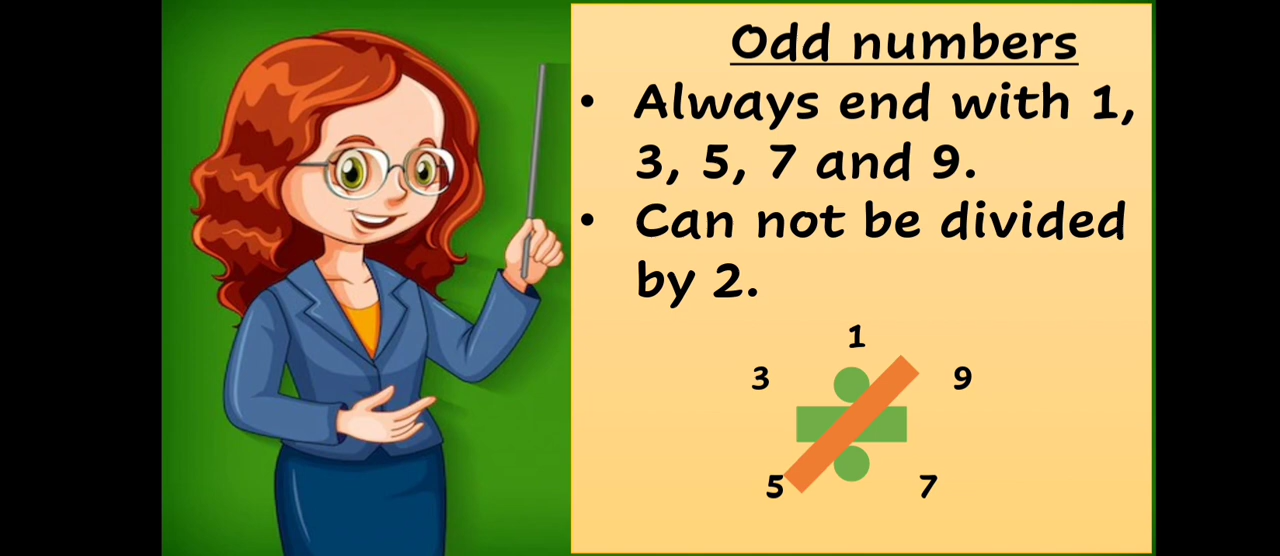 Odd numbers
• Always end with 1,
3, 5, 7 and 9.
• Can not be divided
by 2.
1
3 9
5 7